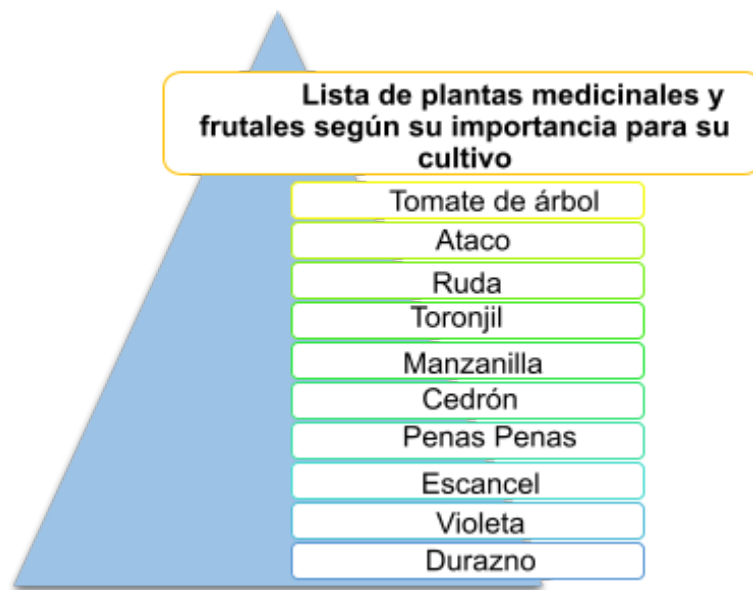 Lista de plantas medicinales y
frutales según su importancia para su
cultivo
Tomate de árbol
Ataco
Ruda
Toronjil
Manzanilla
Cedrón
Penas Penas
Escancel
Violeta
Durazno